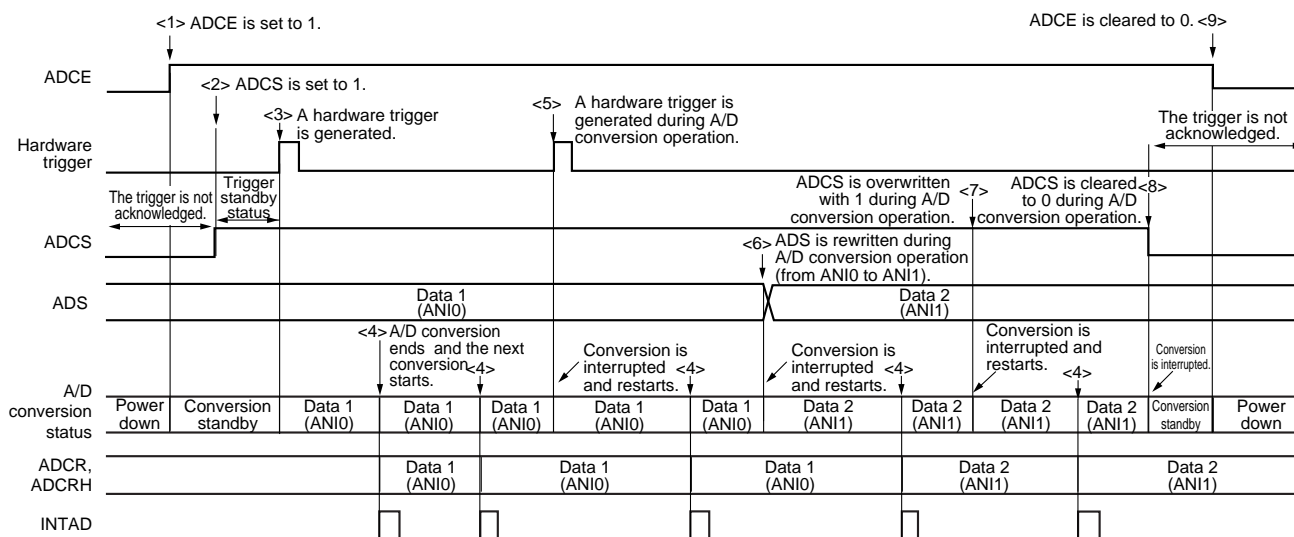 <1> ADCE is set to 1.
ADCE is cleared to 0. <9>
ADCE
<2> ADCS is set to 1.
<3> A hardware trigger
is generated.
<5> A hardware trigger is
generated during A/D
conversion operation.
The trigger is not
acknowledged.
Hardware
trigger
The trigger is not
acknowledged.
Trigger
standby
status
ADCS is overwritten
with 1 during A/D
conversion operation.
<7>
ADCS is cleared
to 0 during A/D
conversion operation.
<8>
ADCS
<6> ADS is rewritten during
A/D conversion operation
(from ANI0 to ANI1).
ADS
Data 1
(ANI0)
Data 2
(ANI1)
<4> A/D conversion
ends and the next
conversion
starts.
<4>
Conversion is
interrupted
and restarts.
<4>
Conversion is
interrupted
and restarts.
<4>
Conversion is
interrupted and
restarts.
<4>
Conversion
is interrupted.
A/D
conversion
status
Power
down
Conversion
standby
Data 1
(ANI0)
Data 1
(ANI0)
Data 1
(ANI0)
Data 1
(ANI0)
Data 1
(ANI0)
Data 2
(ANI1)
Data 2
(ANI1)
Data 2
(ANI1)
Data 2
(ANI1)
Conversion
standby
Power
down
ADCR,
ADCRH
Data 1
(ANI0)
Data 1
(ANI0)
Data 1
(ANI0)
Data 2
(ANI1)
Data 2
(ANI1)
INTAD